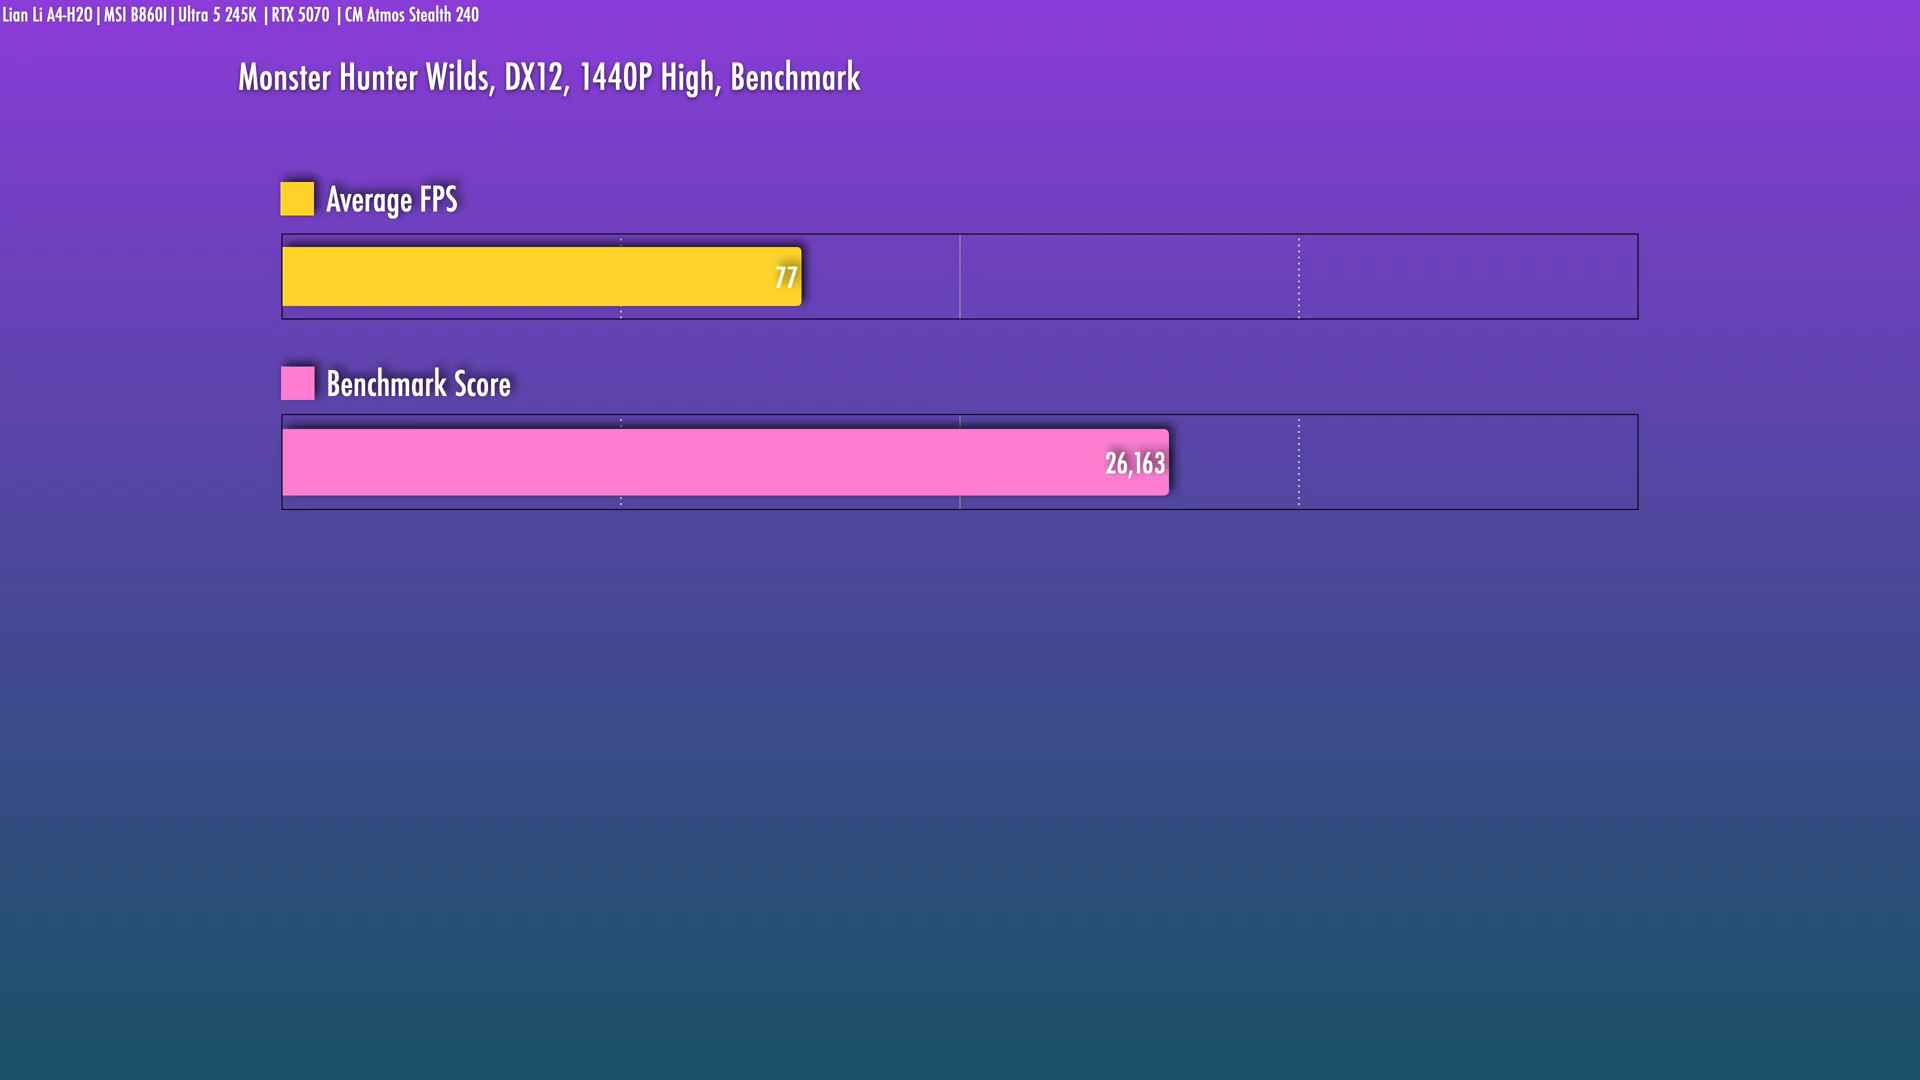 Lian Li A4-H2O | MSI B860I | Ultra 5 245K | RTX 5070 | CM Atmos Stealth 240
Monster Hunter Wilds, DX12, 1440P High, Benchmark
Average FPS
77
Benchmark Score
26,163